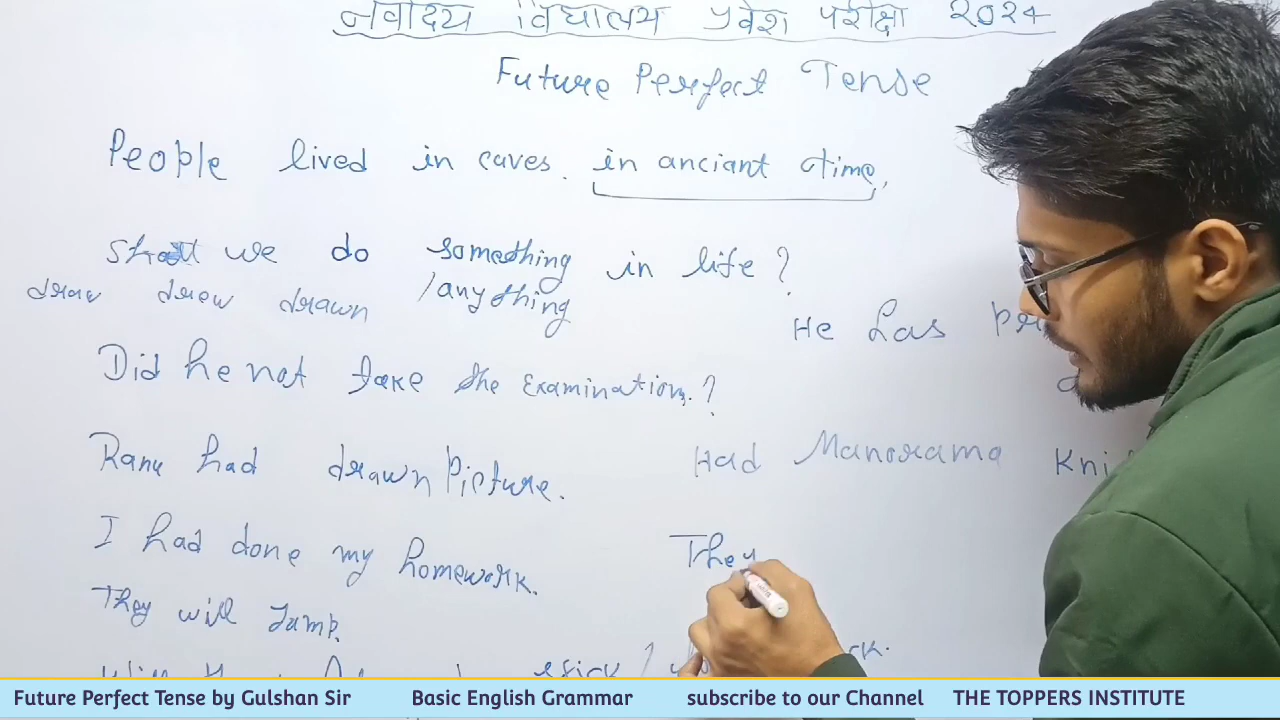 नवोदय विद्यालय प्रवेश परीक्षा २०२४
Future Perfect Tense
People lived in caves. in anciant time,
Shall we do something in life?
/anything
draw drew drawn
He has
Did he not take the Examination.?
Ranu had drawn Picture.
Had Manorama
I had done my homework.
They
They will Jump.
Future Perfect Tense by Gulshan Sir Basic English Grammar subscribe to our Channel THE TOPPERS INSTITUTE